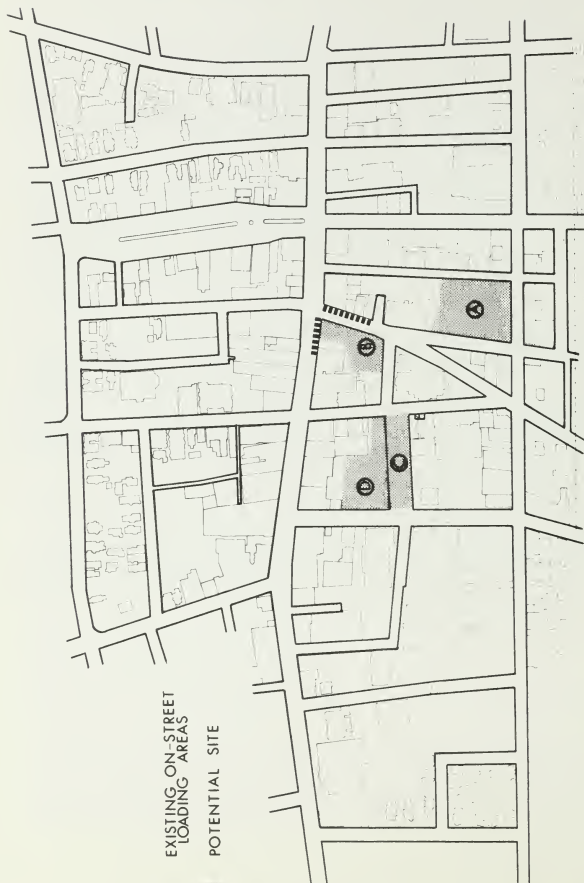 EXISTING ON-STREET
LOADING AREAS
POTENTIAL SITE
D
B
C
A